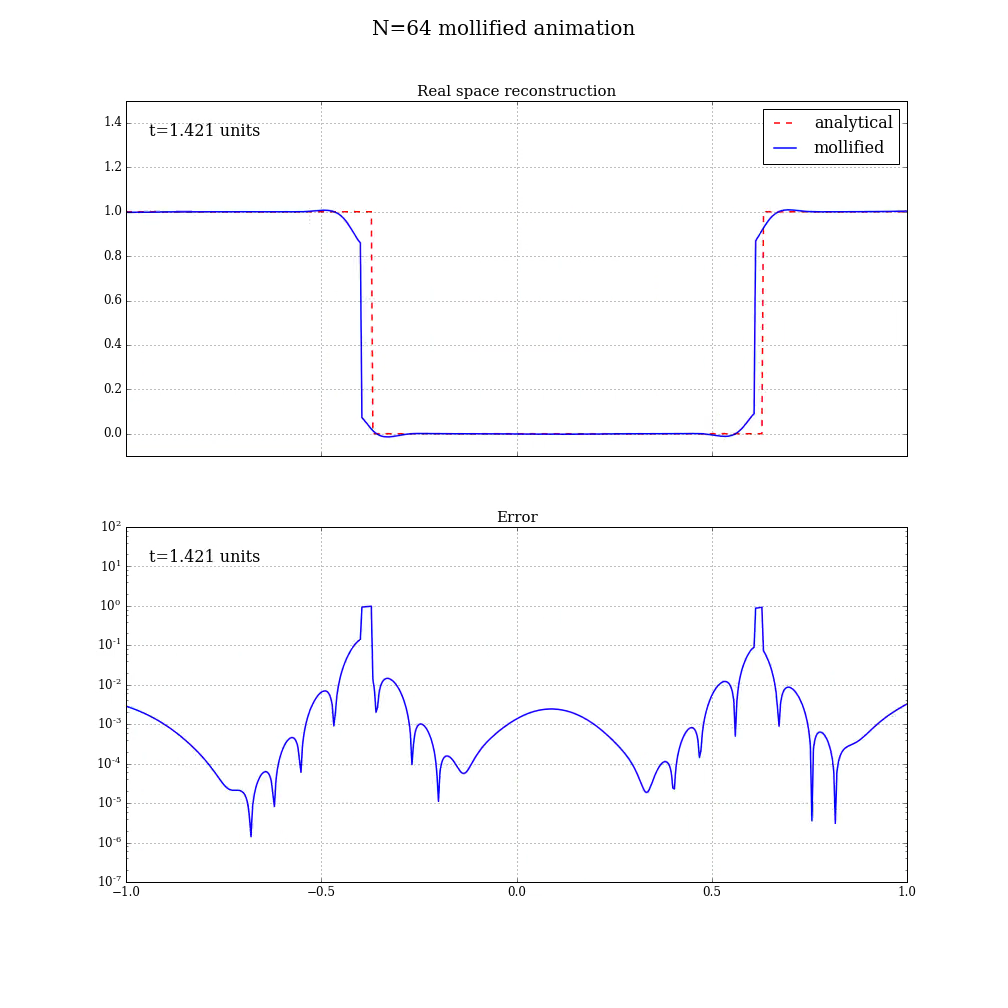 N=64 mollified animation
Real space reconstruction
t=1.421 units
analytical
mollified
1.4
1.2
1.0
0.8
0.6
0.4
0.2
0.0
Error
t=1.421 units
10²
10¹
10⁰
10⁻¹
10⁻²
10⁻³
10⁻⁴
10⁻⁵
10⁻⁶
10⁻⁷
−1.0 −0.5 0.0 0.5 1.0